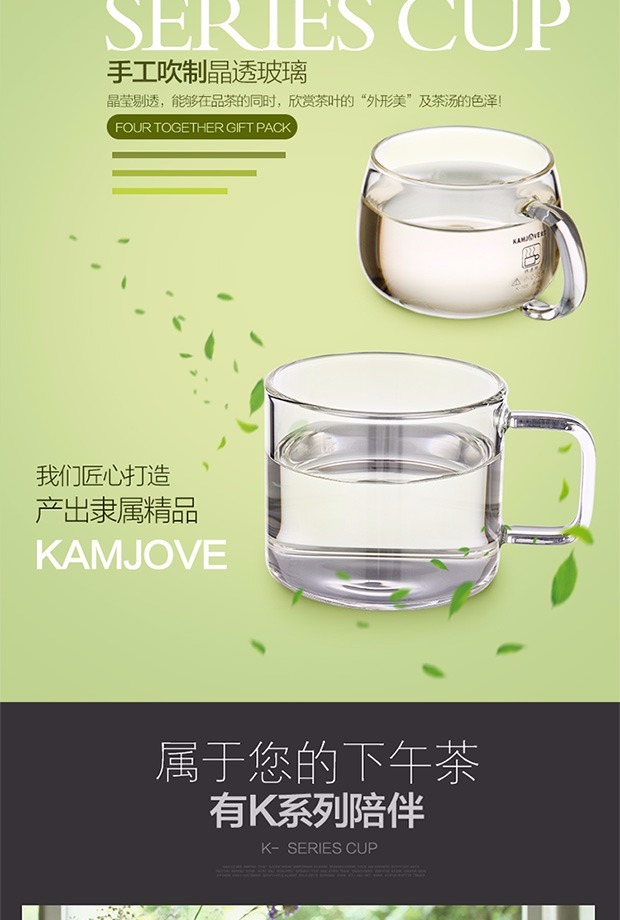 SERIES CUP
手工吹制晶透玻璃
晶莹剔透，能够在品茶的同时，欣赏茶叶的“外形美”及茶汤的色泽！
FOUR TOGETHER GIFT PACK
KAMJOVE
我们匠心打造
产出隶属精品
KAMJOVE
属于您的下午茶
有K系列陪伴
K- SERIES CUP